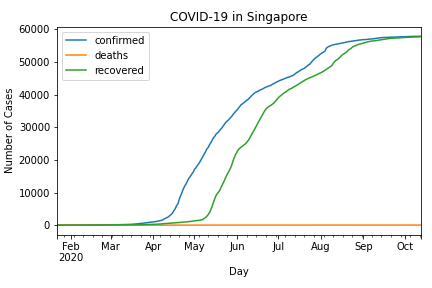 COVID-19 in Singapore
confirmed
deaths
recovered
Number of Cases
60000
50000
40000
30000
20000
10000
0
Feb Mar Apr May Jun Jul Aug Sep Oct
2020
Day